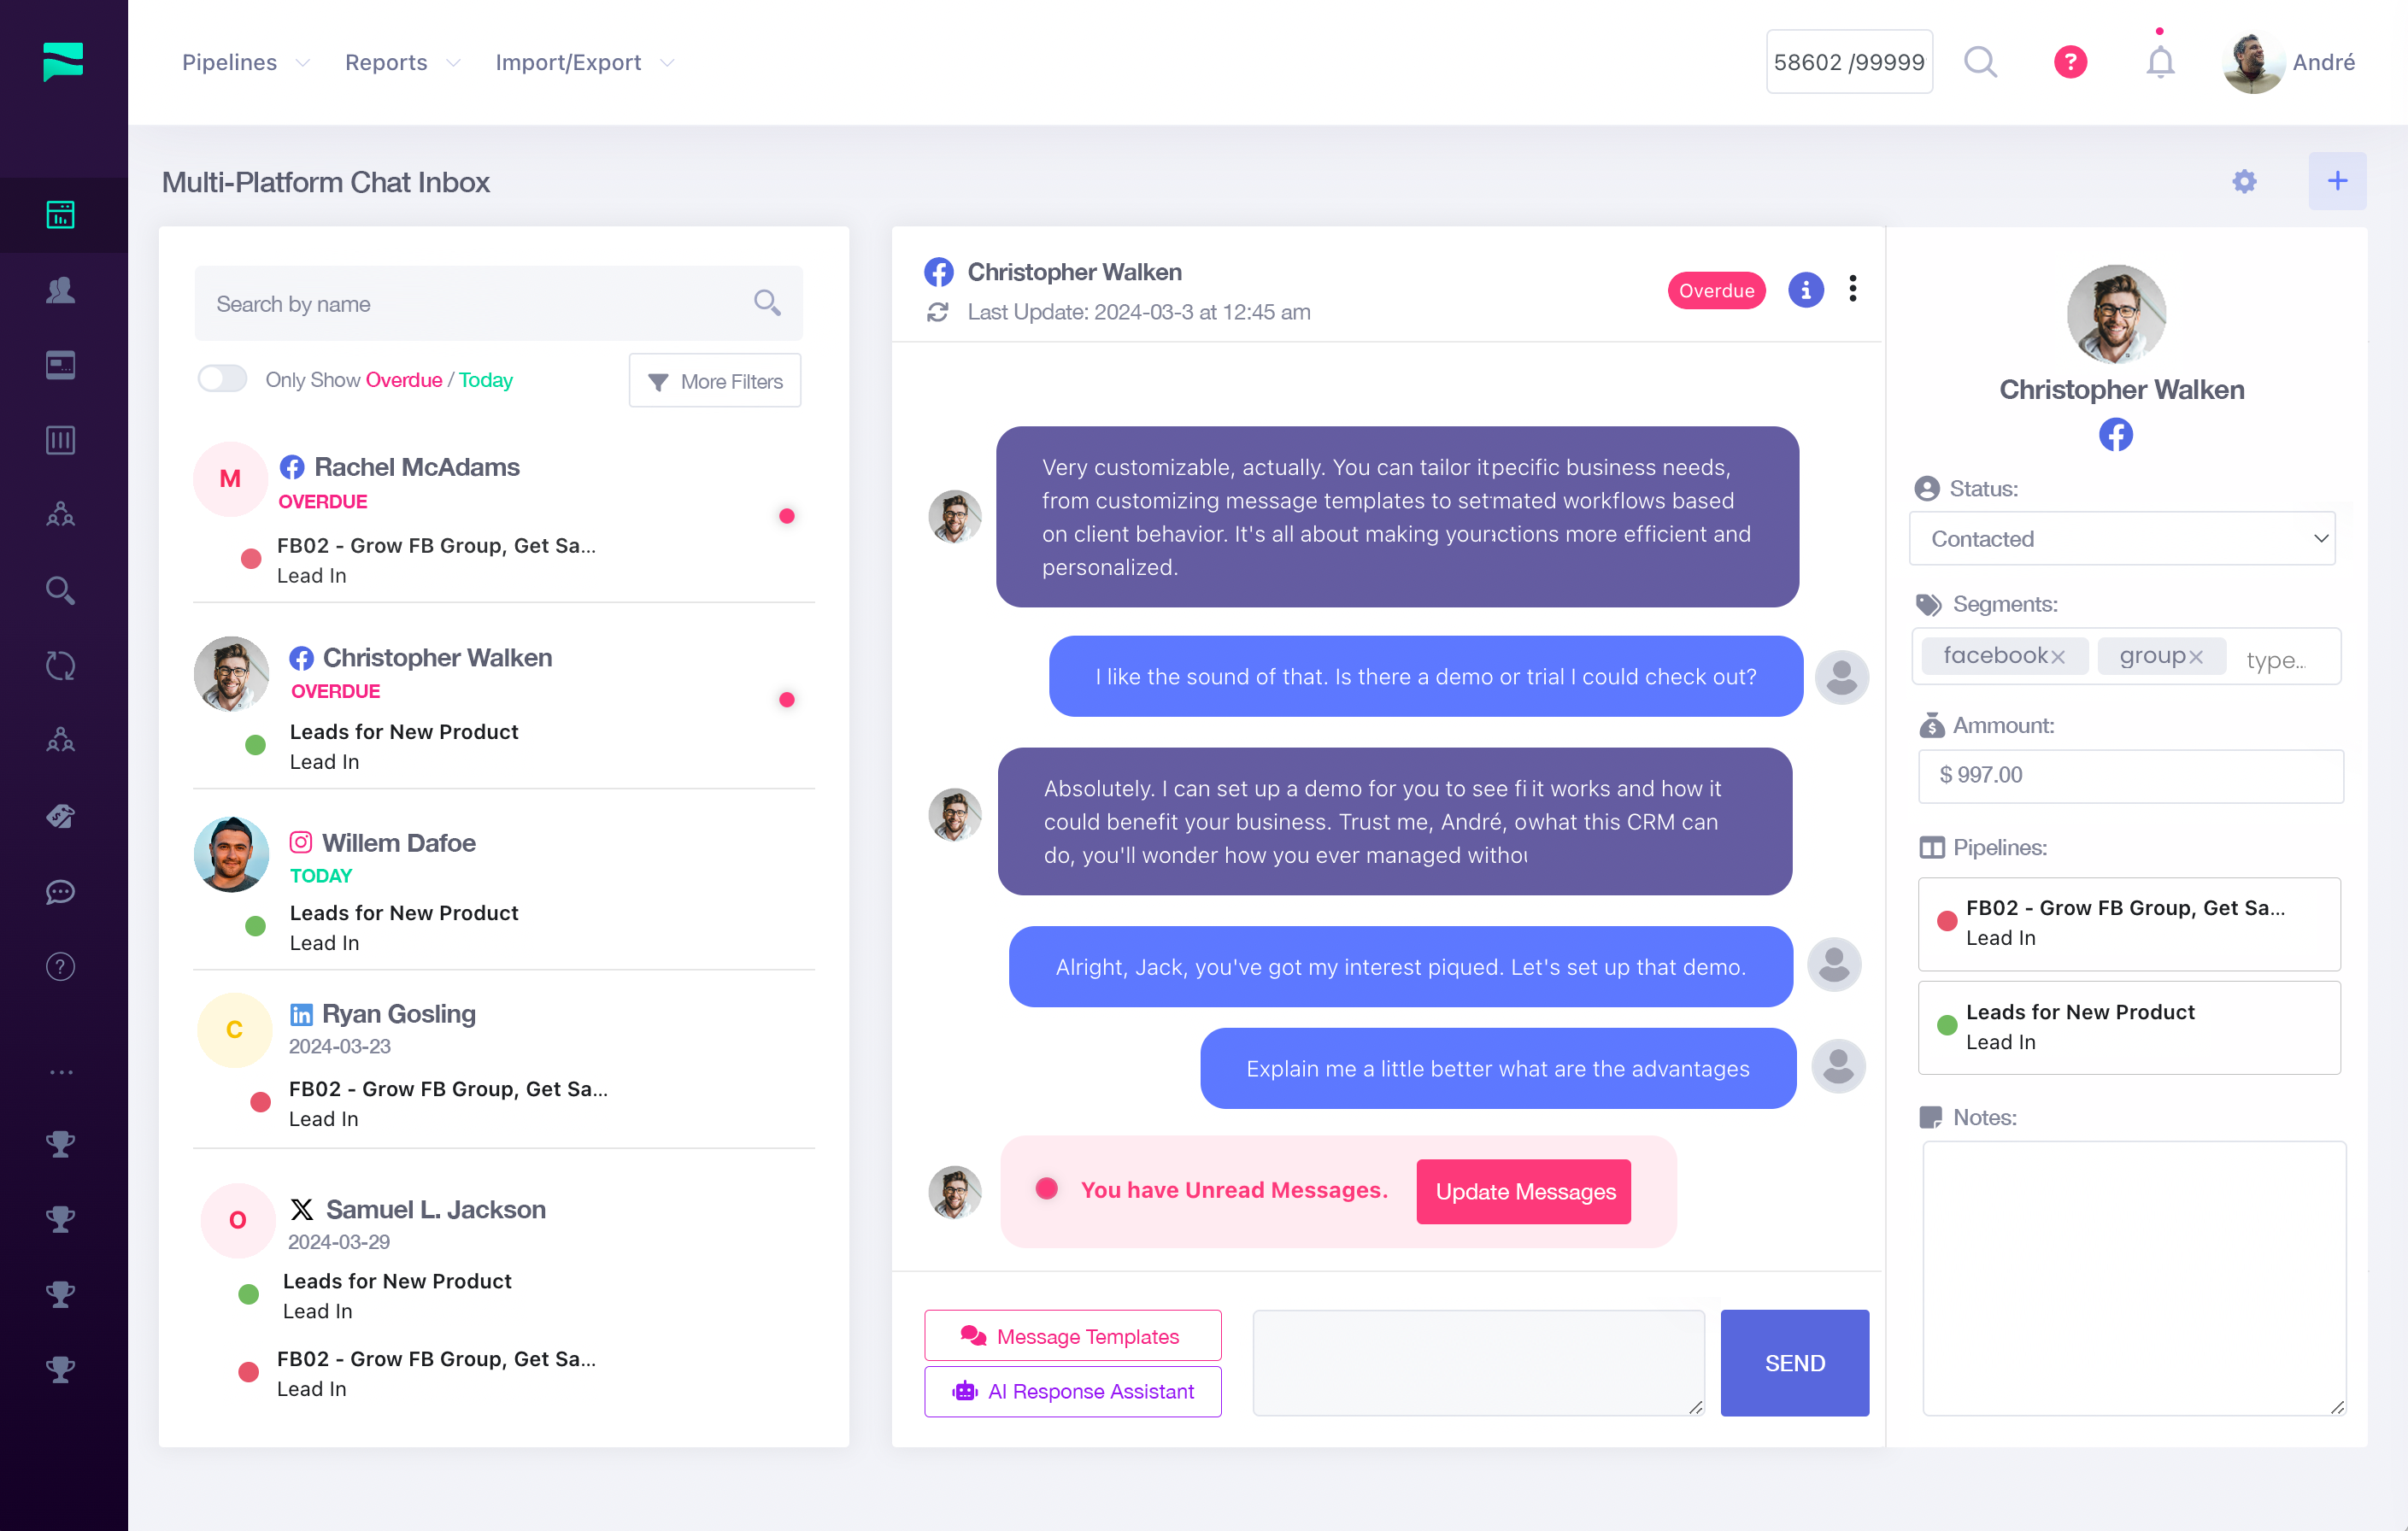 Pipelines
Reports
Import/Export
58602 /99999
?
André
Multi-Platform Chat Inbox
Search by name
Only Show Overdue / Today
More Filters
M
Rachel McAdams
OVERDUE
FB02 - Grow FB Group, Get Sa...
Lead In
Christopher Walken
OVERDUE
Leads for New Product
Lead In
Willem Dafoe
TODAY
Leads for New Product
Lead In
C
in
Ryan Gosling
2024-03-23
FB02 - Grow FB Group, Get Sa...
Lead In
O
X
Samuel L. Jackson
2024-03-29
Leads for New Product
Lead In
FB02 - Grow FB Group, Get Sa...
Lead In
Christopher Walken
Last Update: 2024-03-3 at 12:45 am
Overdue
i
Very customizable, actually. You can tailor itpecific business needs,
from customizing message templates to setmated workflows based
on client behavior. It's all about making youractions more efficient and
personalized.
I like the sound of that. Is there a demo or trial I could check out?
Absolutely. I can set up a demo for you to see fi it works and how it
could benefit your business. Trust me, André, owhat this CRM can
do, you'll wonder how you ever managed withou
Alright, Jack, you've got my interest piqued. Let's set up that demo.
Explain me a little better what are the advantages
You have Unread Messages.
Update Messages
Message Templates
AI Response Assistant
SEND
Christopher Walken
Status:
Contacted
Segments:
facebook×
group×
type...
Ammount:
$ 997.00
Pipelines:
FB02 - Grow FB Group, Get Sa...
Lead In
Leads for New Product
Lead In
Notes: